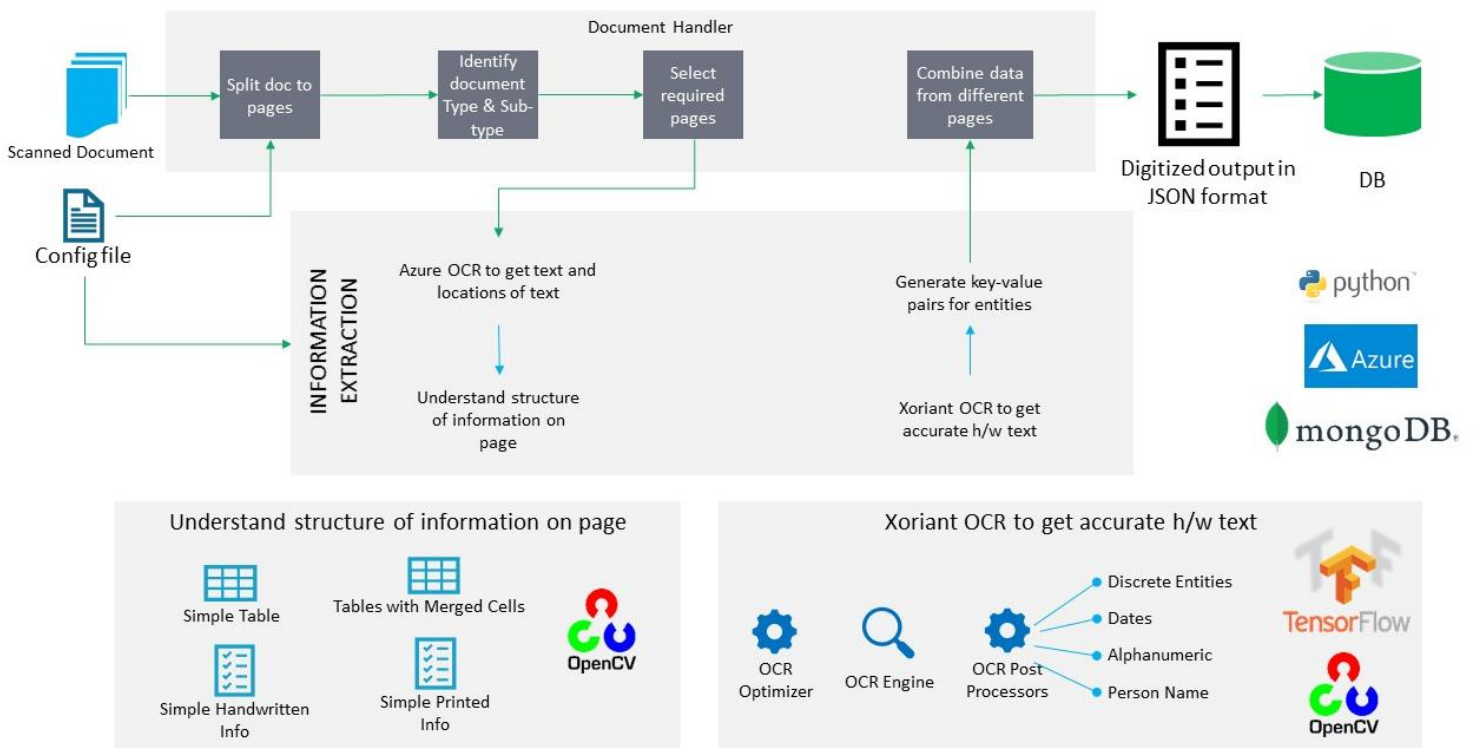 Document Handler
Split doc to
pages
Identify
document
Type & Sub-
type
Select
required
pages
Combine data
from different
pages
Scanned Document
Digitized output in
JSON format
DB
Config file
INFORMATION
EXTRACTION
Azure OCR to get text and
locations of text
Understand structure
of information on
page
Generate key-value
pairs for entities
Xoriant OCR to get
accurate h/w text
python™
Azure
mongoDB®
Understand structure of information on page
Simple Table
Tables with Merged Cells
Simple Handwritten
Info
Simple Printed
Info
OpenCV
Xoriant OCR to get accurate h/w text
OCR
Optimizer
OCR Engine
OCR Post
Processors
Discrete Entities
Dates
Alphanumeric
Person Name
TensorFlow
OpenCV